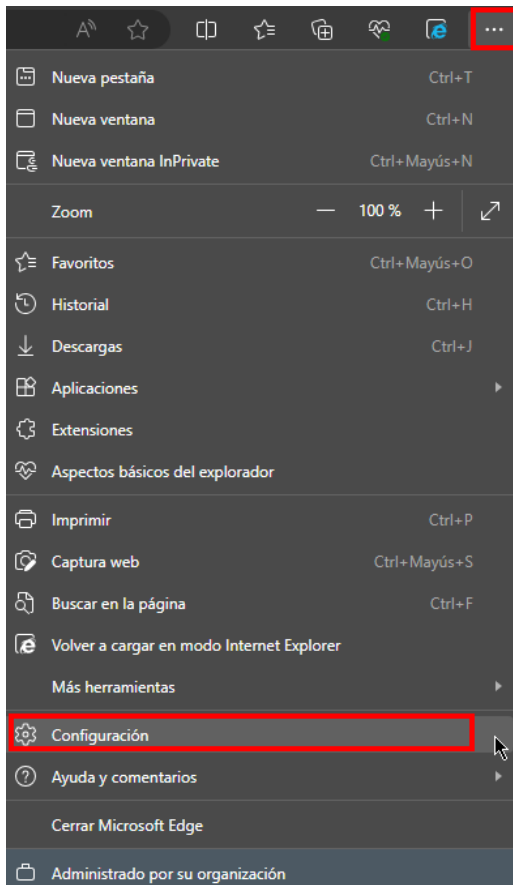 Nueva pestaña Ctrl+T
Nueva ventana Ctrl+N
Nueva ventana InPrivate Ctrl+Mayús+N
Zoom — 100 % +
Favoritos Ctrl+Mayús+O
Historial Ctrl+H
Descargas Ctrl+J
Aplicaciones
Extensiones
Aspectos básicos del explorador
Imprimir Ctrl+P
Captura web Ctrl+Mayús+S
Buscar en la página Ctrl+F
Volver a cargar en modo Internet Explorer
Más herramientas
Configuración
Ayuda y comentarios
Cerrar Microsoft Edge
Administrado por su organización